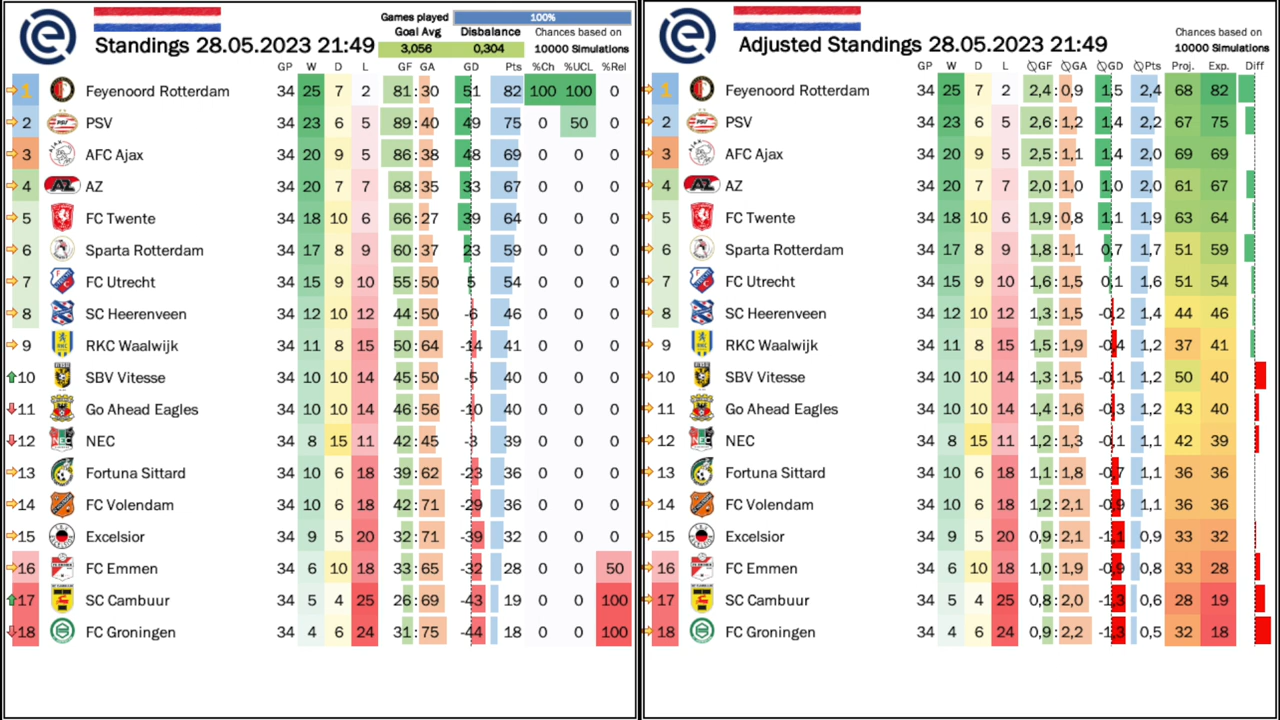 Games played 100%
Standings 28.05.2023 21:49
Goal Avg Disbalance Chances based on
3,056 0,304 10000 Simulations
GP W D L GF GA GD Pts %Ch %UCL %Rel
1 Feyenoord Rotterdam 34 25 7 2 81:30 51 82 100 100 0
2 PSV 34 23 6 5 89:40 49 75 0 50 0
3 AFC Ajax 34 20 9 5 86:38 48 69 0 0 0
4 AZ 34 20 7 7 68:35 33 67 0 0 0
5 FC Twente 34 18 10 6 66:27 39 64 0 0 0
6 Sparta Rotterdam 34 17 8 9 60:37 23 59 0 0 0
7 FC Utrecht 34 15 9 10 55:50 5 54 0 0 0
8 SC Heerenveen 34 12 10 12 44:50 -6 46 0 0 0
9 RKC Waalwijk 34 11 8 15 50:64 -14 41 0 0 0
10 SBV Vitesse 34 10 10 14 45:50 -5 40 0 0 0
11 Go Ahead Eagles 34 10 10 14 46:56 -10 40 0 0 0
12 NEC 34 8 15 11 42:45 -3 39 0 0 0
13 Fortuna Sittard 34 10 6 18 39:62 -23 36 0 0 0
14 FC Volendam 34 10 6 18 42:71 -29 36 0 0 0
15 Excelsior 34 9 5 20 32:71 -39 32 0 0 0
16 FC Emmen 34 6 10 18 33:65 -32 28 0 0 50
17 SC Cambuur 34 5 4 25 26:69 -43 19 0 0 100
18 FC Groningen 34 4 6 24 31:75 -44 18 0 0 100
Adjusted Standings 28.05.2023 21:49
Chances based on
10000 Simulations
GP W D L ∅GF ∅GA ∅GD ∅Pts Proj. Exp. Diff
1 Feyenoord Rotterdam 34 25 7 2 2,4:0,9 1,5 2,4 68 82
2 PSV 34 23 6 5 2,6:1,2 1,4 2,2 67 75
3 AFC Ajax 34 20 9 5 2,5:1,1 1,4 2,0 69 69
4 AZ 34 20 7 7 2,0:1,0 1,0 2,0 61 67
5 FC Twente 34 18 10 6 1,9:0,8 1,1 1,9 63 64
6 Sparta Rotterdam 34 17 8 9 1,8:1,1 0,7 1,7 51 59
7 FC Utrecht 34 15 9 10 1,6:1,5 0,1 1,6 51 54
8 SC Heerenveen 34 12 10 12 1,3:1,5 -0,2 1,4 44 46
9 RKC Waalwijk 34 11 8 15 1,5:1,9 -0,4 1,2 37 41
10 SBV Vitesse 34 10 10 14 1,3:1,5 -0,1 1,2 50 40
11 Go Ahead Eagles 34 10 10 14 1,4:1,6 -0,3 1,2 43 40
12 NEC 34 8 15 11 1,2:1,3 -0,1 1,1 42 39
13 Fortuna Sittard 34 10 6 18 1,1:1,8 -0,7 1,1 36 36
14 FC Volendam 34 10 6 18 1,2:2,1 -0,9 1,1 36 36
15 Excelsior 34 9 5 20 0,9:2,1 -1,1 0,9 33 32
16 FC Emmen 34 6 10 18 1,0:1,9 -0,9 0,8 33 28
17 SC Cambuur 34 5 4 25 0,8:2,0 -1,3 0,6 28 19
18 FC Groningen 34 4 6 24 0,9:2,2 -1,3 0,5 32 18